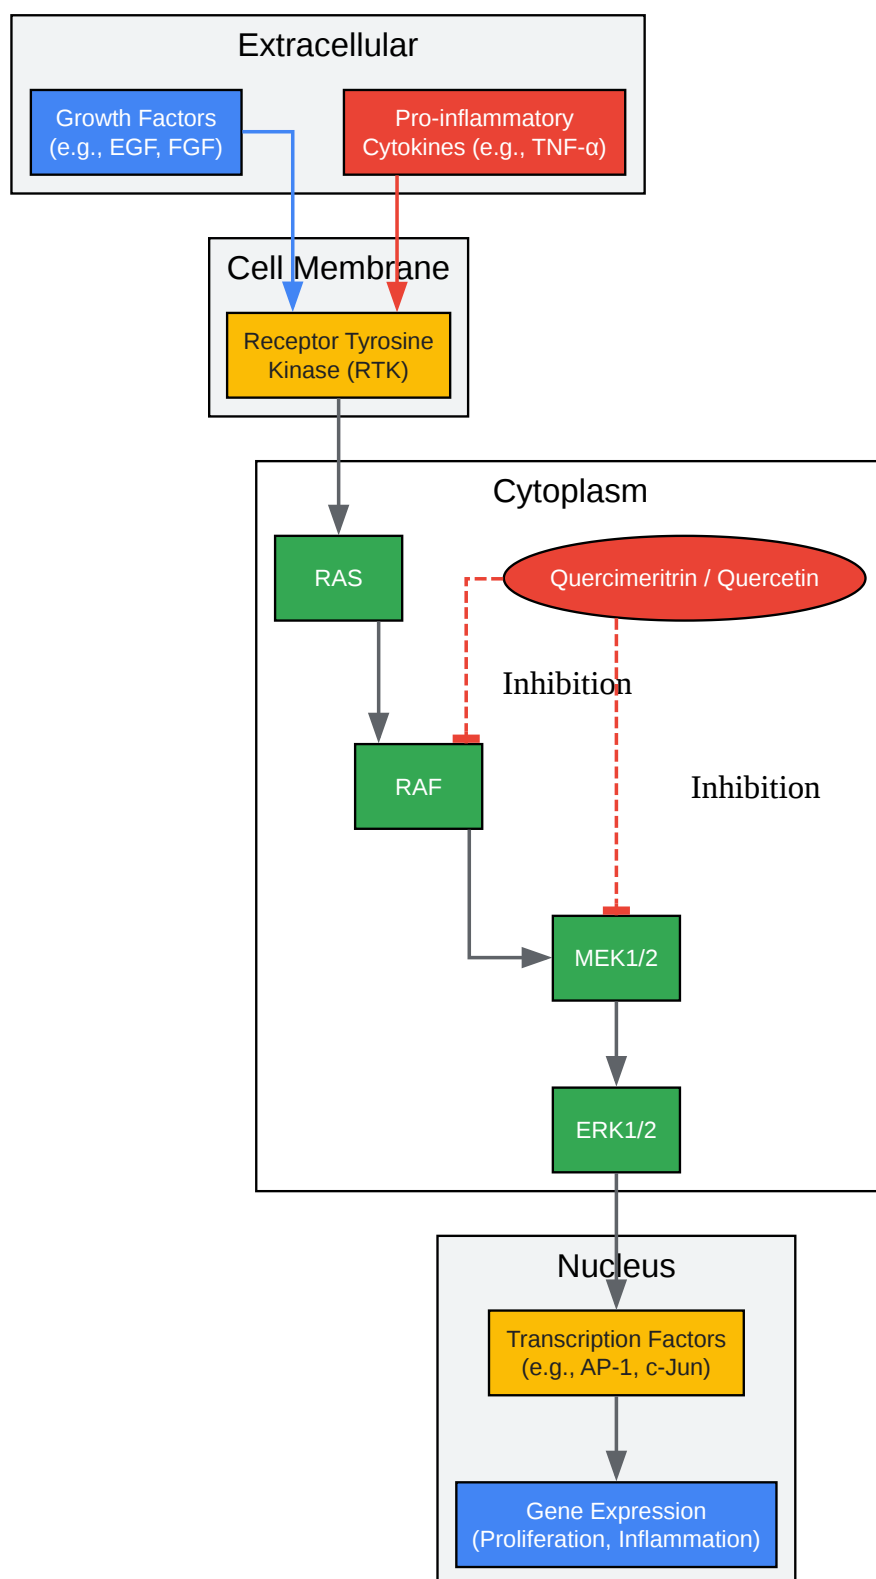 Extracellular
Growth Factors
(e.g., EGF, FGF)
Pro-inflammatory
Cytokines (e.g., TNF-α)
Cell Membrane
Receptor Tyrosine
Kinase (RTK)
Cytoplasm
RAS
Quercimeritrin / Quercetin
Inhibition
RAF
Inhibition
MEK1/2
ERK1/2
Nucleus
Transcription Factors
(e.g., AP-1, c-Jun)
Gene Expression
(Proliferation, Inflammation)